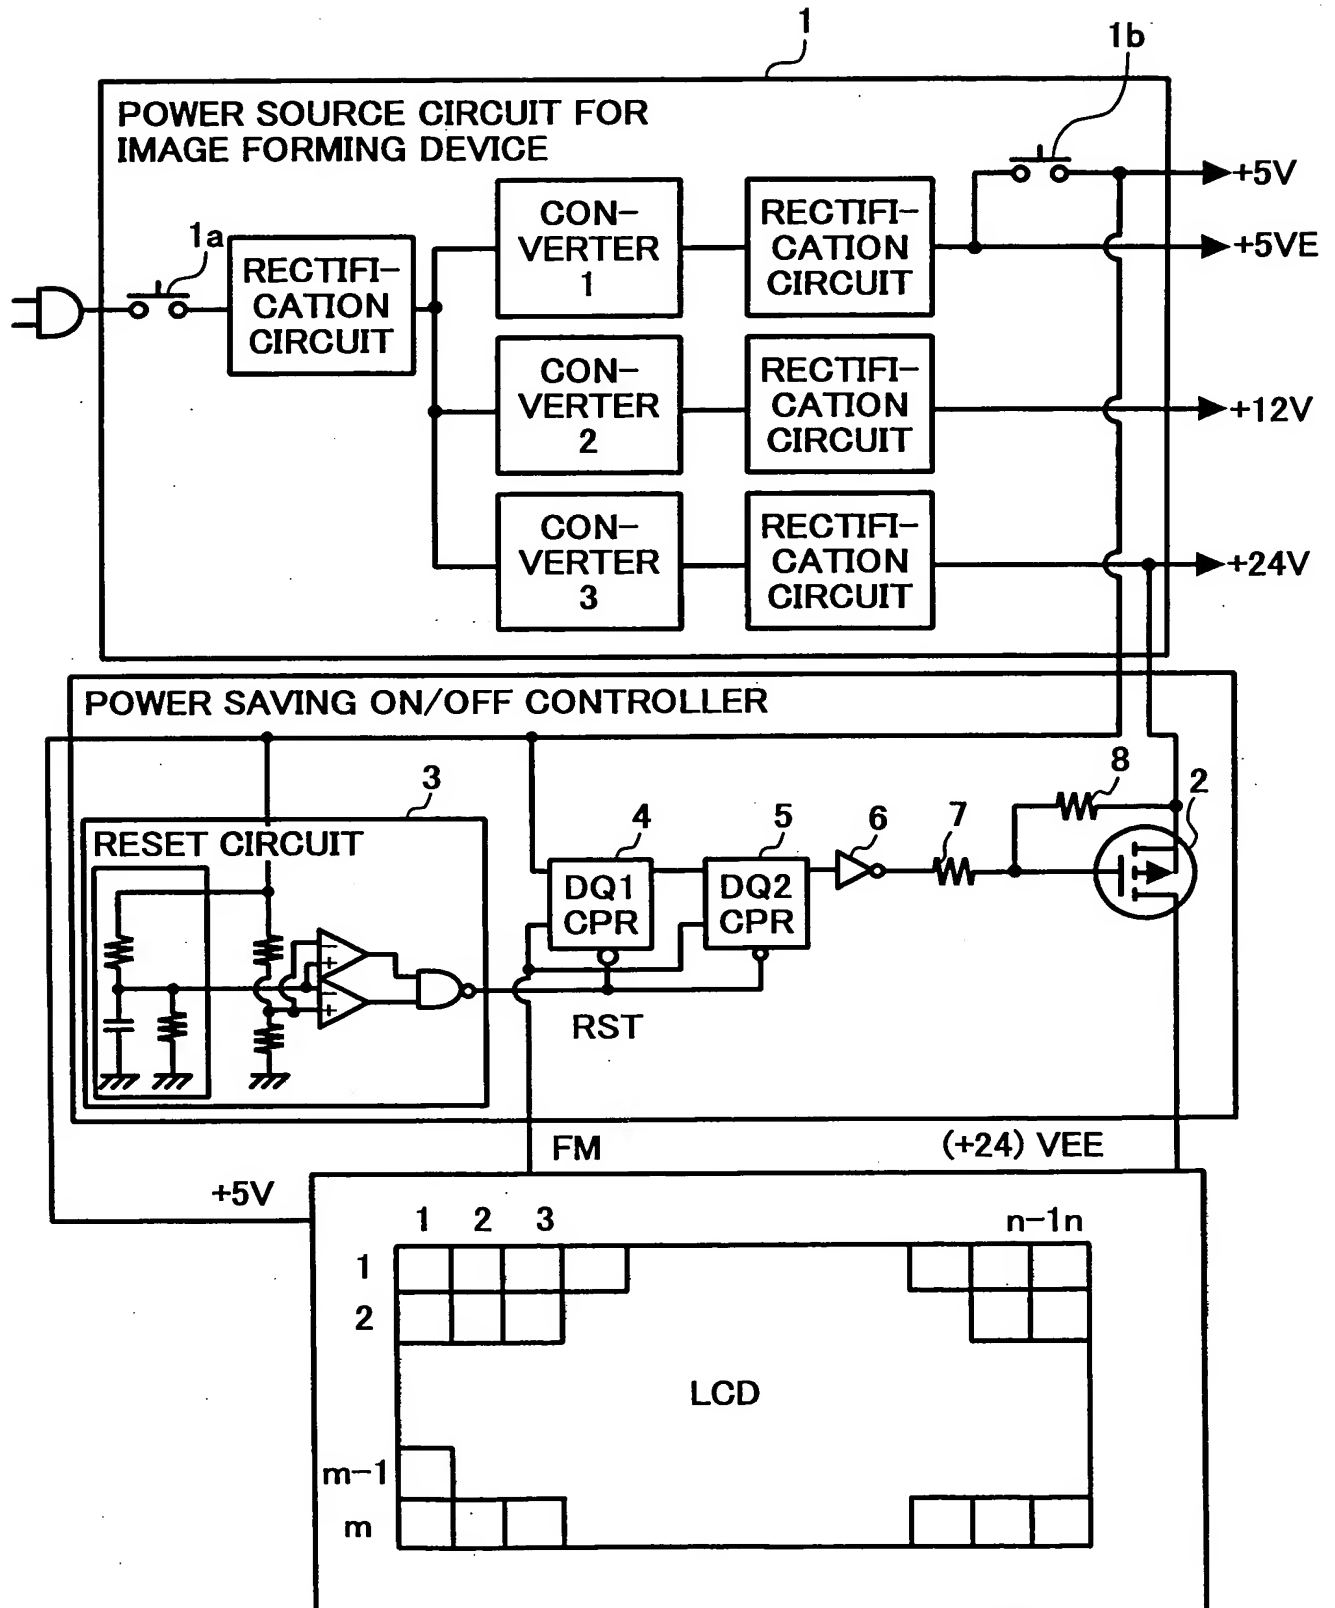 1
1b
POWER SOURCE CIRCUIT FOR
IMAGE FORMING DEVICE
+5V
+5VE
+12V
+24V
1a
RECTIFI-
CATION
CIRCUIT
CON-
VERTER
1
RECTIFI-
CATION
CIRCUIT
CON-
VERTER
2
RECTIFI-
CATION
CIRCUIT
CON-
VERTER
3
RECTIFI-
CATION
CIRCUIT
POWER SAVING ON/OFF CONTROLLER
3
RESET CIRCUIT
−
+
−
+
4
DQ1
CPR
5
DQ2
CPR
6
7
8
2
RST
FM
(+24) VEE
+5V
1 2 3 n-1n
1
2
LCD
m-1
m